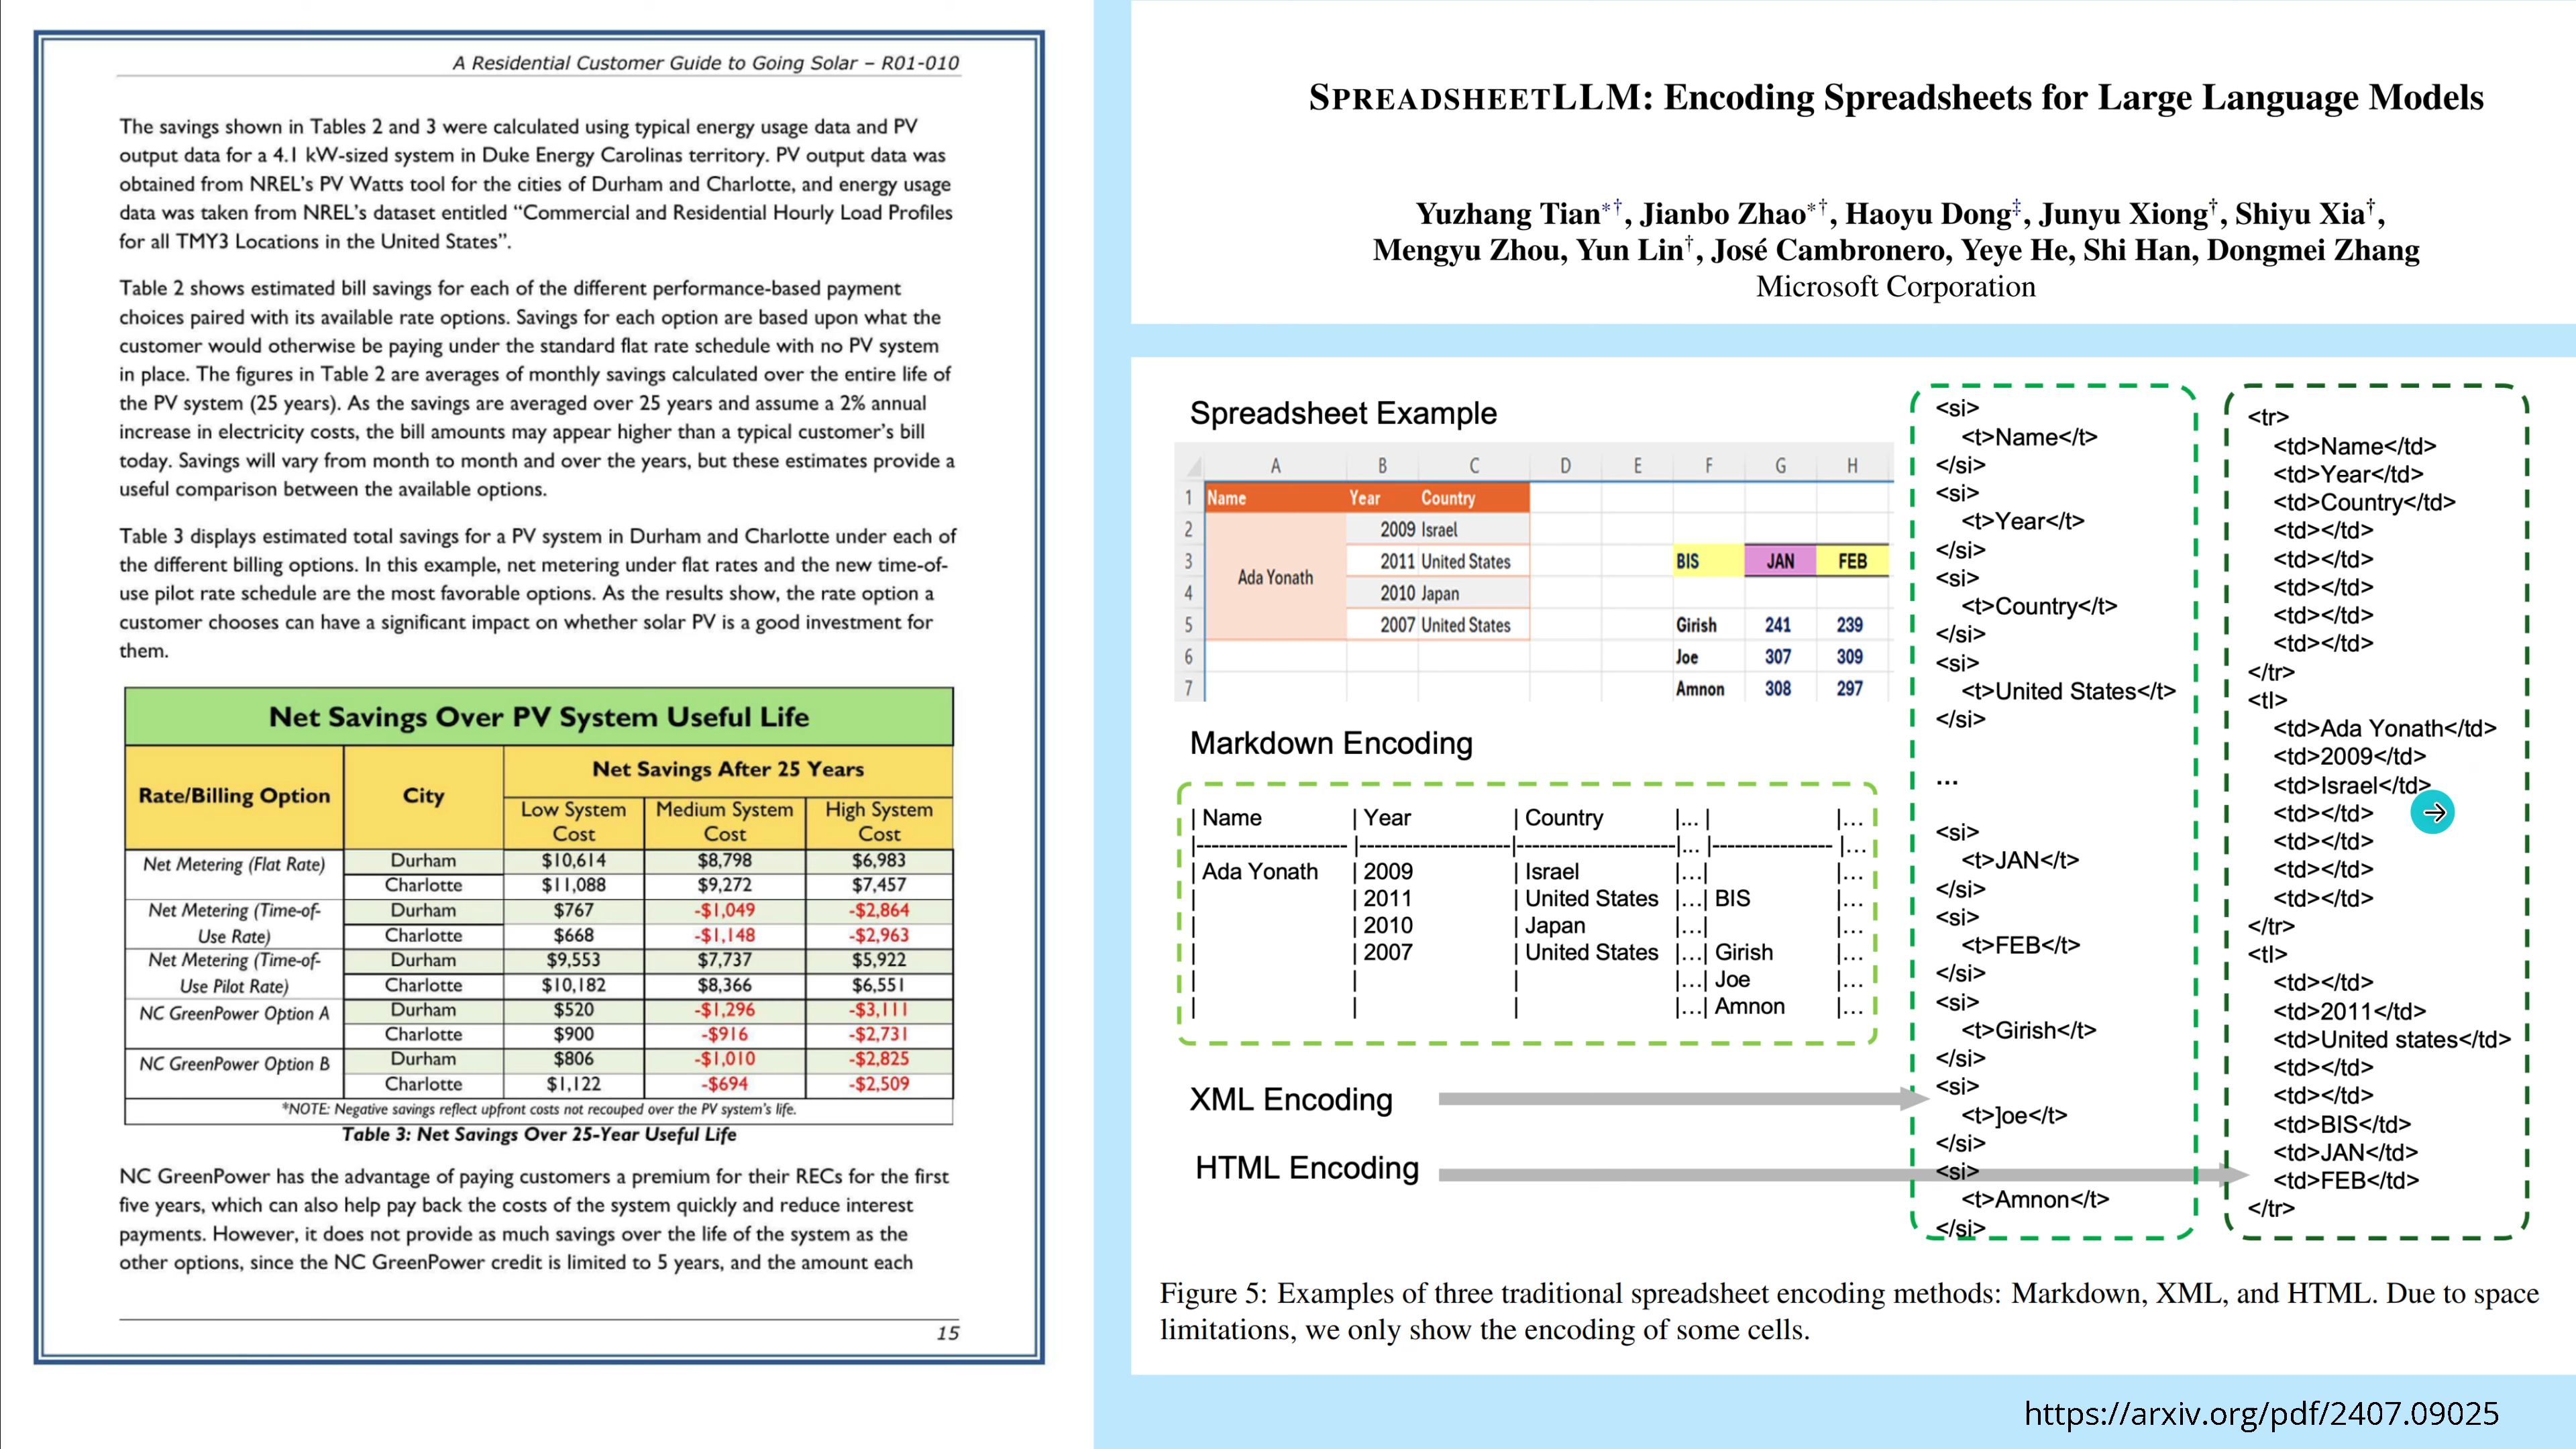 A Residential Customer Guide to Going Solar – R01-010
The savings shown in Tables 2 and 3 were calculated using typical energy usage data and PV
output data for a 4.1 kW-sized system in Duke Energy Carolinas territory. PV output data was
obtained from NREL's PV Watts tool for the cities of Durham and Charlotte, and energy usage
data was taken from NREL's dataset entitled “Commercial and Residential Hourly Load Profiles
for all TMY3 Locations in the United States”.
Table 2 shows estimated bill savings for each of the different performance-based payment
choices paired with its available rate options. Savings for each option are based upon what the
customer would otherwise be paying under the standard flat rate schedule with no PV system
in place. The figures in Table 2 are averages of monthly savings calculated over the entire life of
the PV system (25 years). As the savings are averaged over 25 years and assume a 2% annual
increase in electricity costs, the bill amounts may appear higher than a typical customer's bill
today. Savings will vary from month to month and over the years, but these estimates provide a
useful comparison between the available options.
Table 3 displays estimated total savings for a PV system in Durham and Charlotte under each of
the different billing options. In this example, net metering under flat rates and the new time-of-
use pilot rate schedule are the most favorable options. As the results show, the rate option a
customer chooses can have a significant impact on whether solar PV is a good investment for
them.
Net Savings Over PV System Useful Life
Rate/Billing Option City Net Savings After 25 Years
Low System Cost Medium System Cost High System Cost
Net Metering (Flat Rate) Durham $10,614 $8,798 $6,983
Charlotte $11,088 $9,272 $7,457
Net Metering (Time-of-Use Rate) Durham $767 -$1,049 -$2,864
Charlotte $668 -$1,148 -$2,963
Net Metering (Time-of-Use Pilot Rate) Durham $9,553 $7,737 $5,922
Charlotte $10,182 $8,366 $6,551
NC GreenPower Option A Durham $520 -$1,296 -$3,111
Charlotte $900 -$916 -$2,731
NC GreenPower Option B Durham $806 -$1,010 -$2,825
Charlotte $1,122 -$694 -$2,509
*NOTE: Negative savings reflect upfront costs not recouped over the PV system's life.
Table 3: Net Savings Over 25-Year Useful Life
NC GreenPower has the advantage of paying customers a premium for their RECs for the first
five years, which can also help pay back the costs of the system quickly and reduce interest
payments. However, it does not provide as much savings over the life of the system as the
other options, since the NC GreenPower credit is limited to 5 years, and the amount each
15
SPREADSHEETLLM: Encoding Spreadsheets for Large Language Models
Yuzhang Tian*†, Jianbo Zhao*†, Haoyu Dong‡, Junyu Xiong†, Shiyu Xia†,
Mengyu Zhou, Yun Lin†, José Cambronero, Yeye He, Shi Han, Dongmei Zhang
Microsoft Corporation
Spreadsheet Example
A B C D E F G H
1 Name Year Country
2 2009 Israel
3 2011 United States BIS JAN FEB
Ada Yonath
4 2010 Japan
5 2007 United States Girish 241 239
6 Joe 307 309
7 Amnon 308 297
Markdown Encoding
| Name | Year | Country |... | |...
|--------------------|--------------------|--------------------|... |--------------- |...
| Ada Yonath | 2009 | Israel |...| |...
| | 2011 | United States |...| BIS |...
| | 2010 | Japan |...| |...
| | 2007 | United States |...| Girish |...
| | | |...| Joe |...
| | | |...| Amnon |...
XML Encoding
HTML Encoding
<si>
<t>Name</t>
</si>
<si>
<t>Year</t>
</si>
<si>
<t>Country</t>
</si>
<si>
<t>United States</t>
</si>
...
<si>
<t>JAN</t>
</si>
<si>
<t>FEB</t>
</si>
<si>
<t>Girish</t>
</si>
<si>
<t>]oe</t>
</si>
<si>
<t>Amnon</t>
</si>
<tr>
<td>Name</td>
<td>Year</td>
<td>Country</td>
<td></td>
<td></td>
<td></td>
<td></td>
<td></td>
</tr>
<tl>
<td>Ada Yonath</td>
<td>2009</td>
<td>Israel</td>
<td></td>
<td></td>
<td></td>
<td></td>
</tr>
<tl>
<td></td>
<td>2011</td>
<td>United states</td>
<td></td>
<td></td>
<td>BIS</td>
<td>JAN</td>
<td>FEB</td>
</tr>
Figure 5: Examples of three traditional spreadsheet encoding methods: Markdown, XML, and HTML. Due to space
limitations, we only show the encoding of some cells.
https://arxiv.org/pdf/2407.09025